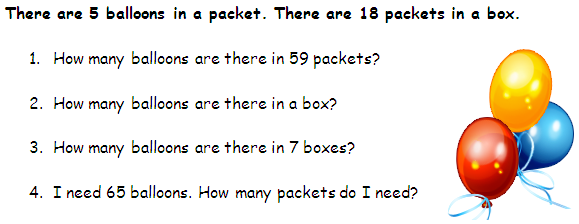 There are 5 balloons in a packet. There are 18 packets in a box.
1. How many balloons are there in 59 packets?
2. How many balloons are there in a box?
3. How many balloons are there in 7 boxes?
4. I need 65 balloons. How many packets do I need?